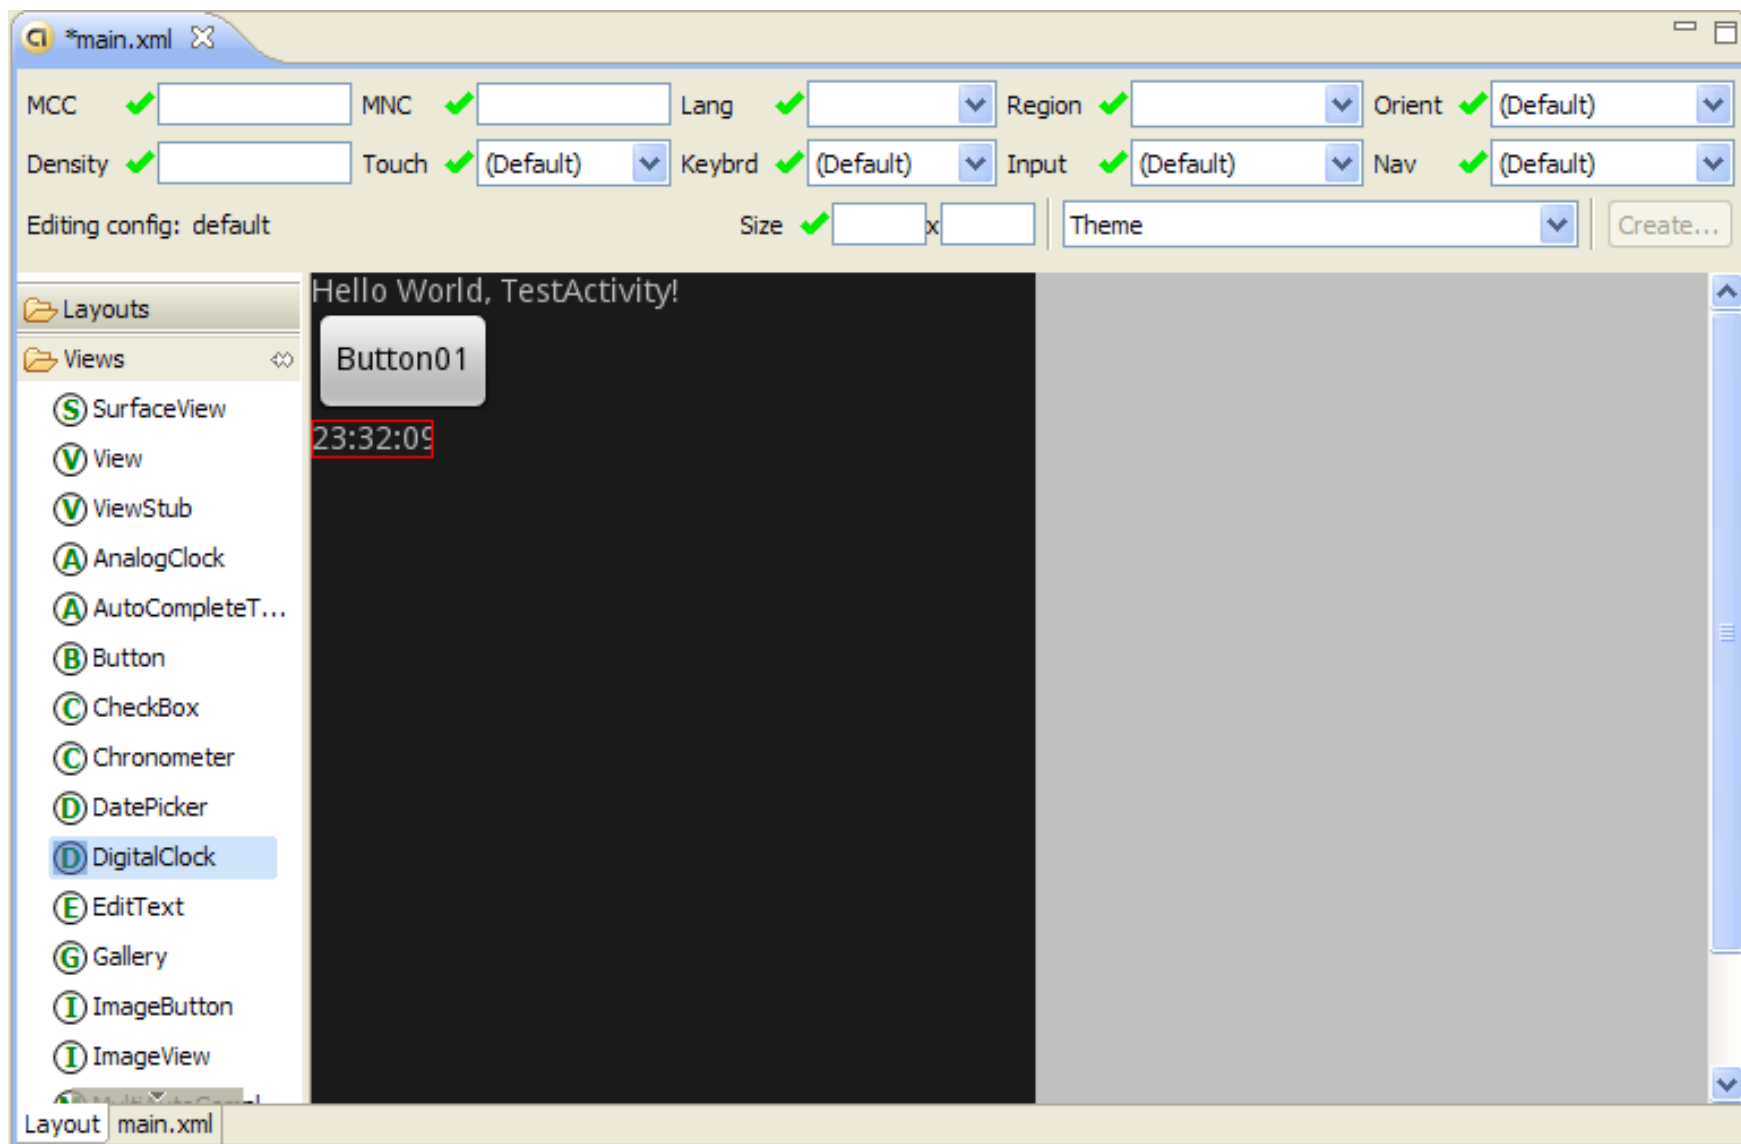 *main.xml
MCC MNC Lang Region Orient (Default)
Density Touch (Default) Keybrd (Default) Input (Default) Nav (Default)
Editing config: default Size x Theme Create...
Layouts
Views
S SurfaceView
V View
V ViewStub
A AnalogClock
A AutoCompleteT...
B Button
C CheckBox
C Chronometer
D DatePicker
D DigitalClock
E EditText
G Gallery
I ImageButton
I ImageView
Hello World, TestActivity!
Button01
23:32:09
Layout main.xml